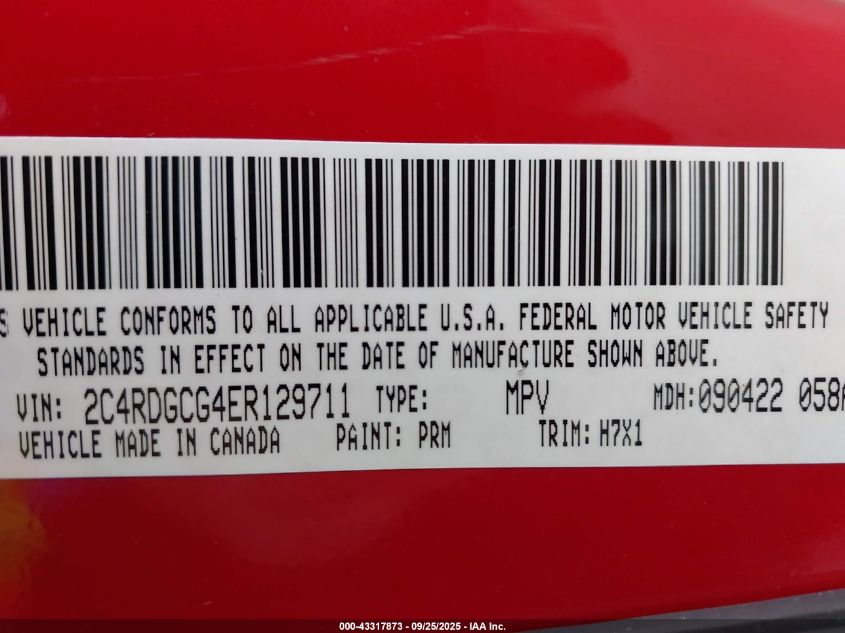 S VEHICLE CONFORMS TO ALL APPLICABLE U.S.A. FEDERAL MOTOR VEHICLE SAFETY
STANDARDS IN EFFECT ON THE DATE OF MANUFACTURE SHOWN ABOVE.
VIN: 2C4RDGCG4ER129711 TYPE: MPV MDH:090422 058A
VEHICLE MADE IN CANADA PAINT: PRM TRIM: H7X1
000-43317873 - 09/25/2025 - IAA Inc.